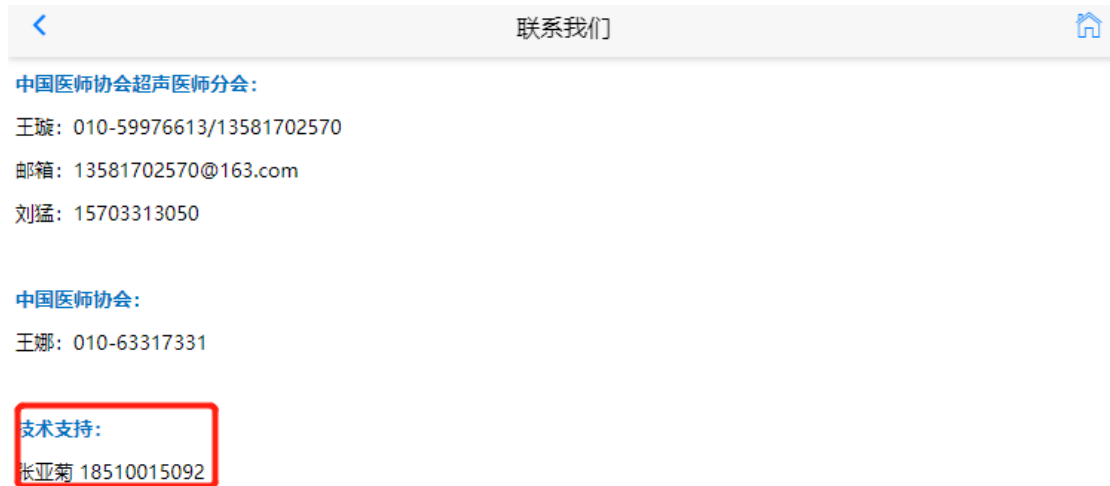 联系我们
中国医师协会超声医师分会：
王璇：010-59976613/13581702570
邮箱：13581702570@163.com
刘猛：15703313050
中国医师协会：
王娜：010-63317331
技术支持：
张亚菊 18510015092